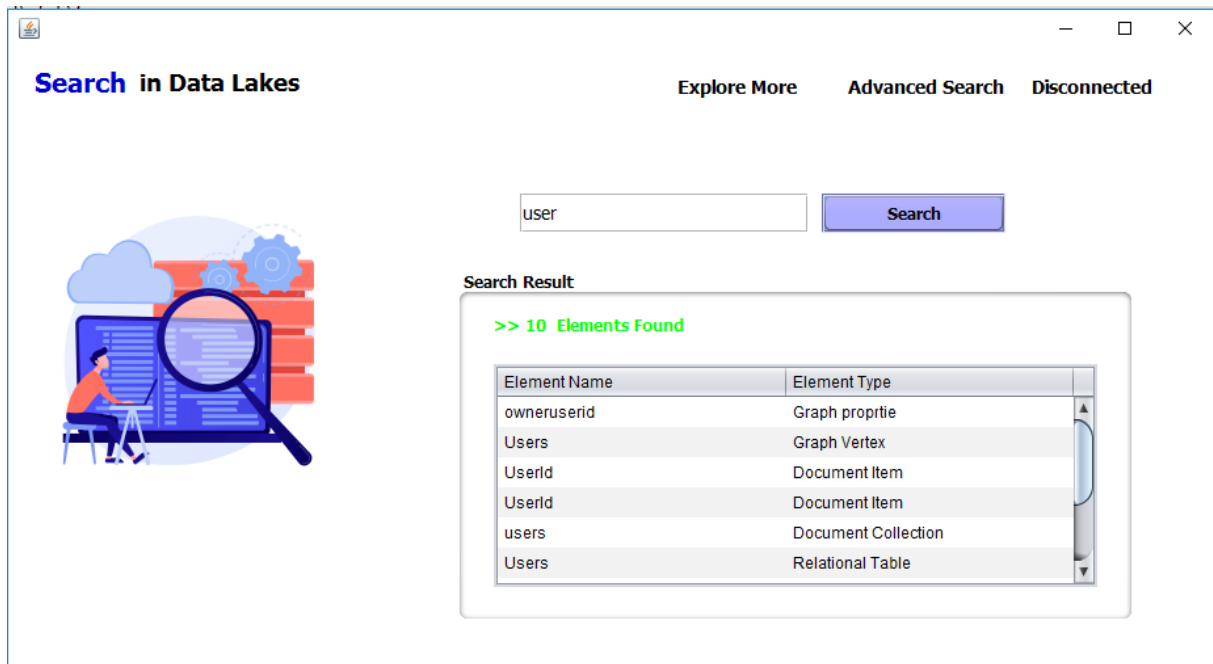 Search in Data Lakes
Explore More Advanced Search Disconnected
user Search
Search Result
>> 10 Elements Found
Element Name Element Type
owneruserid Graph proprtie
Users Graph Vertex
UserId Document Item
UserId Document Item
users Document Collection
Users Relational Table